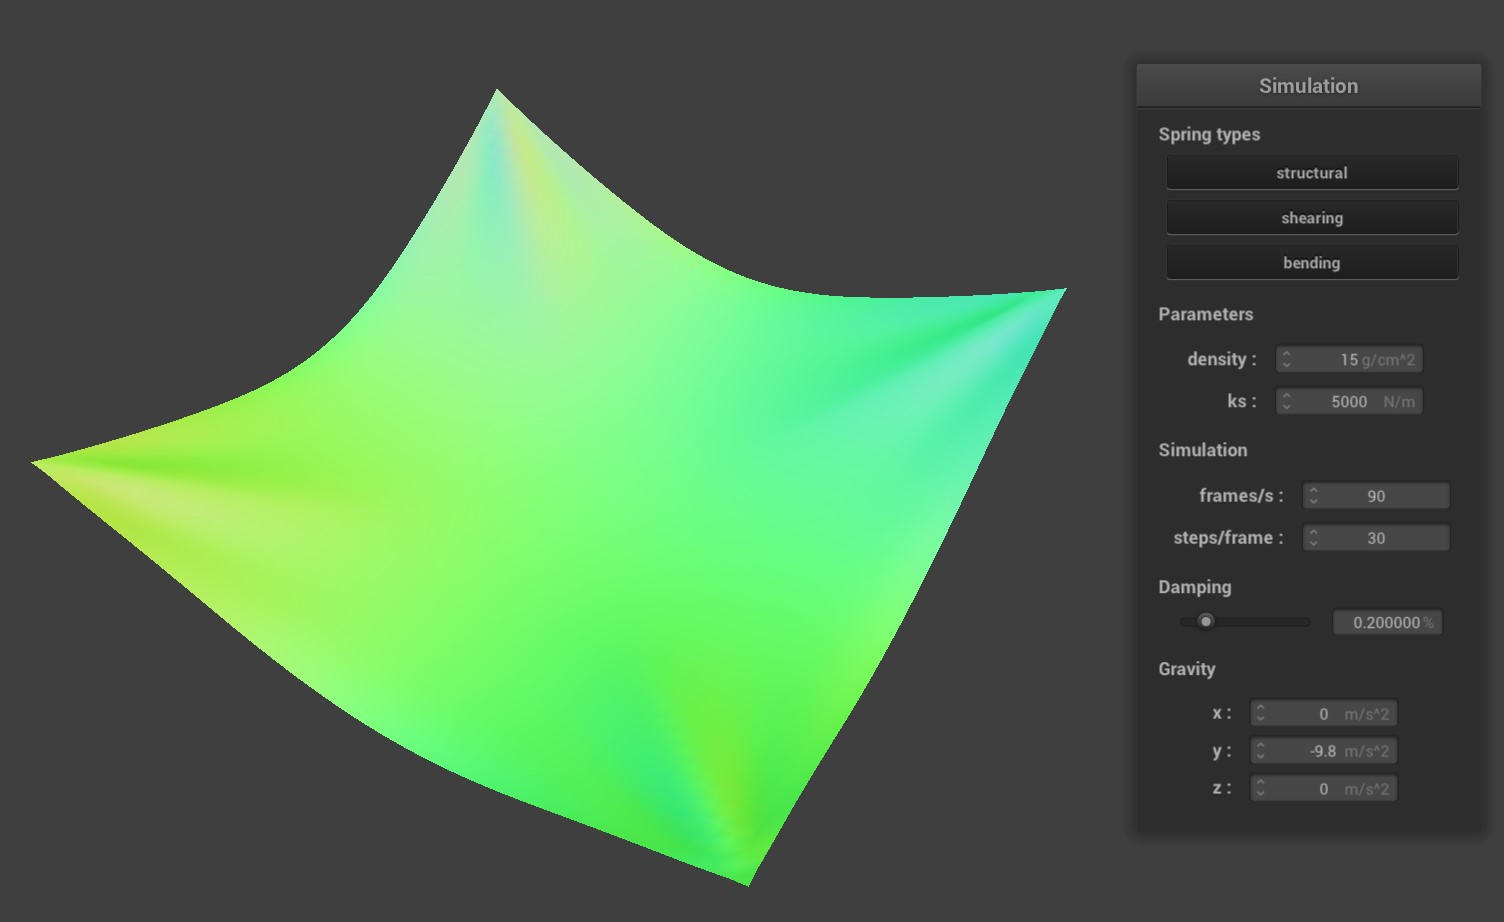 Simulation
Spring types
structural
shearing
bending
Parameters
density : 15 g/cm^2
ks : 5000 N/m
Simulation
frames/s : 90
steps/frame : 30
Damping
0.200000 %
Gravity
x : 0 m/s^2
y : -9.8 m/s^2
z : 0 m/s^2